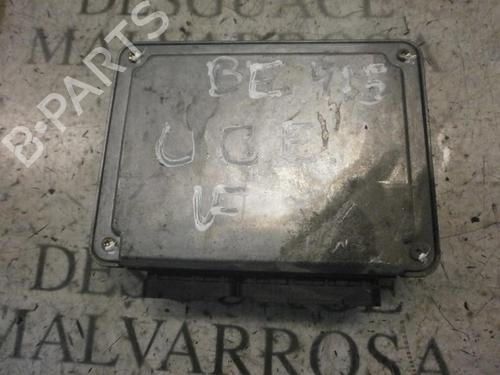 DESGUACE
MALVARROSA
B-PARTS
BE 415
UCE
VE
DESGUACE
MALVARROSA